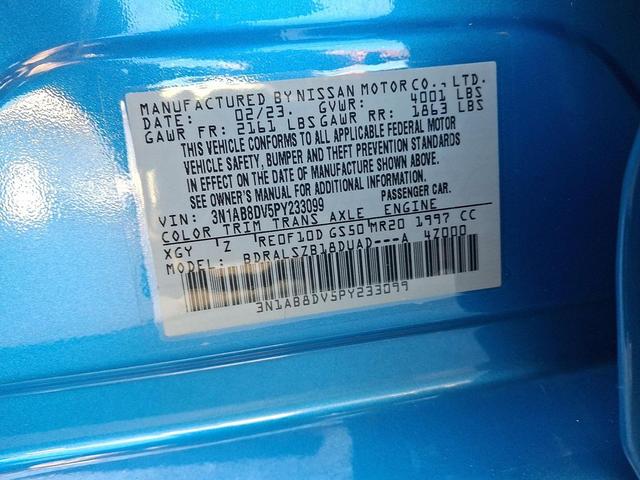 MANUFACTURED BY NISSAN MOTOR CO., LTD.
DATE: 02/23. GVWR: 4001 LBS
GAWR FR: 2161 LBS GAWR RR: 1863 LBS
THIS VEHICLE CONFORMS TO ALL APPLICABLE FEDERAL MOTOR
VEHICLE SAFETY, BUMPER AND THEFT PREVENTION STANDARDS
IN EFFECT ON THE DATE OF MANUFACTURE SHOWN ABOVE.
SEE OWNER'S MANUAL FOR ADDITIONAL INFORMATION.
VIN: 3N1AB8DV5PY233099 PASSENGER CAR.
COLOR TRIM TRANS AXLE ENGINE
XGY Z RE0F10D GS50 MR20 1997 CC
MODEL: BDRALSZB18DUAD---A 4Z000
3N1AB8DV5PY233099